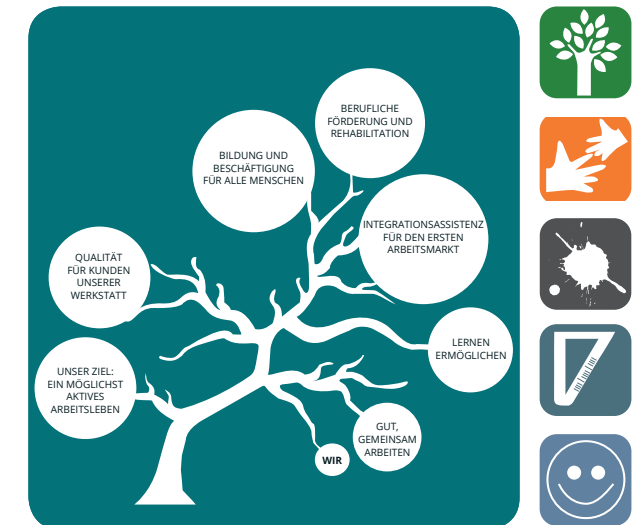 BERUFLICHE
FÖRDERUNG UND
REHABILITATION
BILDUNG UND
BESCHÄFTIGUNG
FÜR ALLE MENSCHEN
INTEGRATIONSASSISTENZ
FÜR DEN ERSTEN
ARBEITSMARKT
QUALITÄT
FÜR KUNDEN
UNSERER
WERKSTATT
LERNEN
ERMÖGLICHEN
UNSER ZIEL:
EIN MÖGLICHST
AKTIVES
ARBEITSLEBEN
GUT,
GEMEINSAM
ARBEITEN
WIR